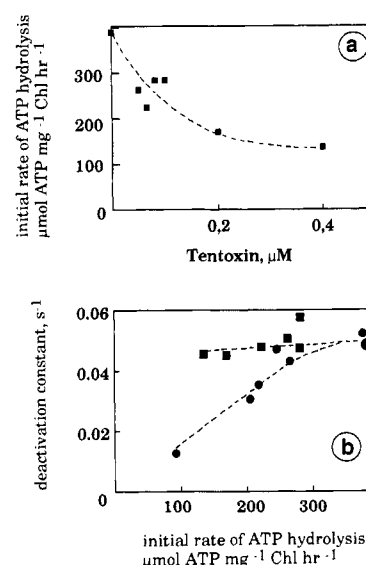 a
initial rate of ATP hydrolysis
µmol ATP mg -1 Chl hr -1
300
200
100
0
0,2
0,4
Tentoxin, µM
b
deactivation constant, s-1
0.06
0.04
0.02
0
100
200
300
initial rate of ATP hydrolysis
µmol ATP mg -1 Chl hr -1